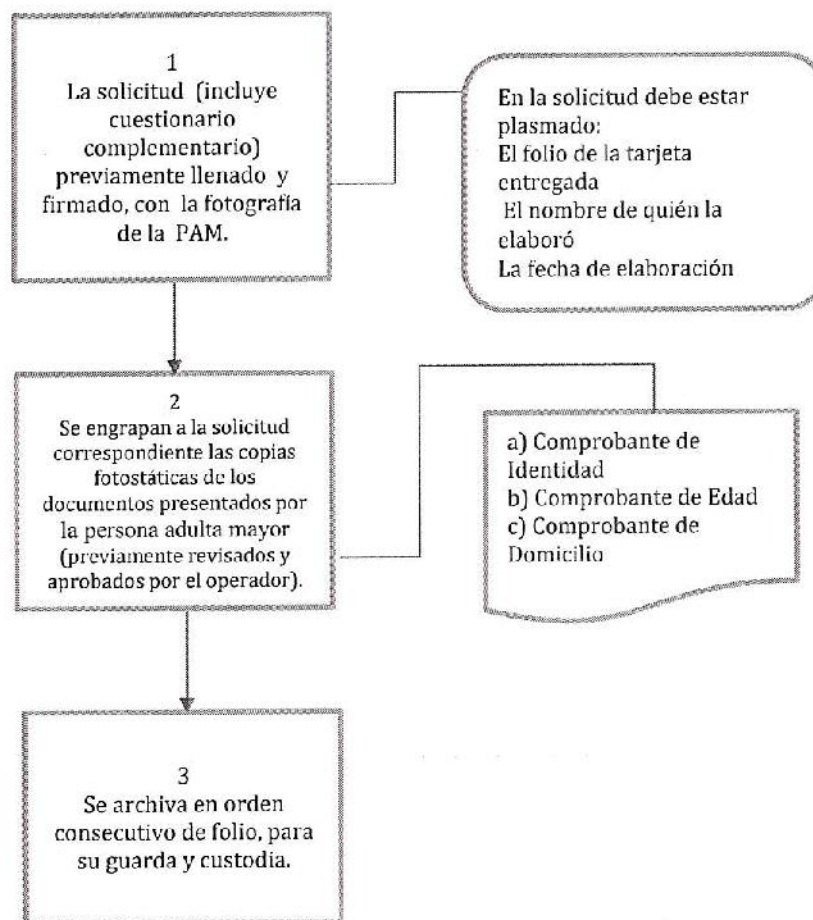 1
La solicitud (incluye
cuestionario
complementario)
previamente llenado y
firmado, con la fotografía
de la PAM.
En la solicitud debe estar
plasmado:
El folio de la tarjeta
entregada
El nombre de quién la
elaboró
La fecha de elaboración
2
Se engrapan a la solicitud
correspondiente las copias
fotostáticas de los
documentos presentados por
la persona adulta mayor
(previamente revisados y
aprobados por el operador).
a) Comprobante de
Identidad
b) Comprobante de Edad
c) Comprobante de
Domicilio
3
Se archiva en orden
consecutivo de folio, para
su guarda y custodia.